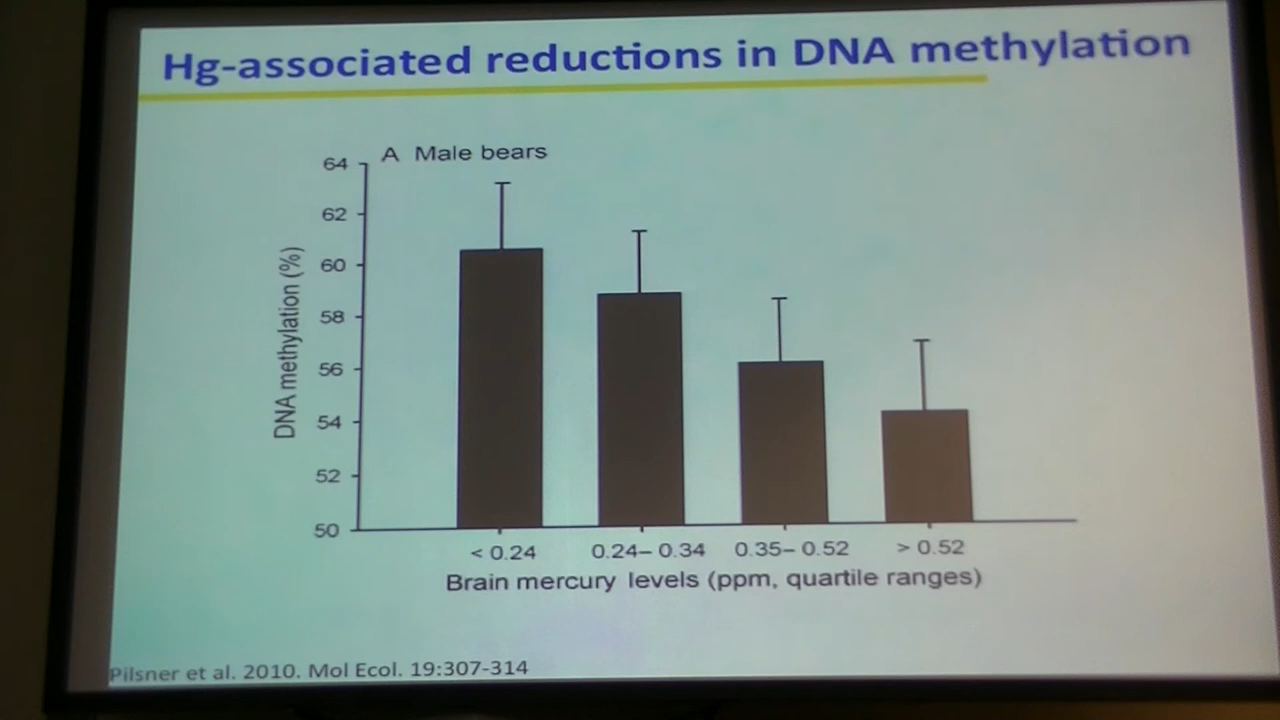 Hg-associated reductions in DNA methylation
A Male bears
64
62
60
58
56
54
52
50
DNA methylation (%)
< 0.24 0.24– 0.34 0.35– 0.52 > 0.52
Brain mercury levels (ppm, quartile ranges)
Pilsner et al. 2010. Mol Ecol. 19:307-314